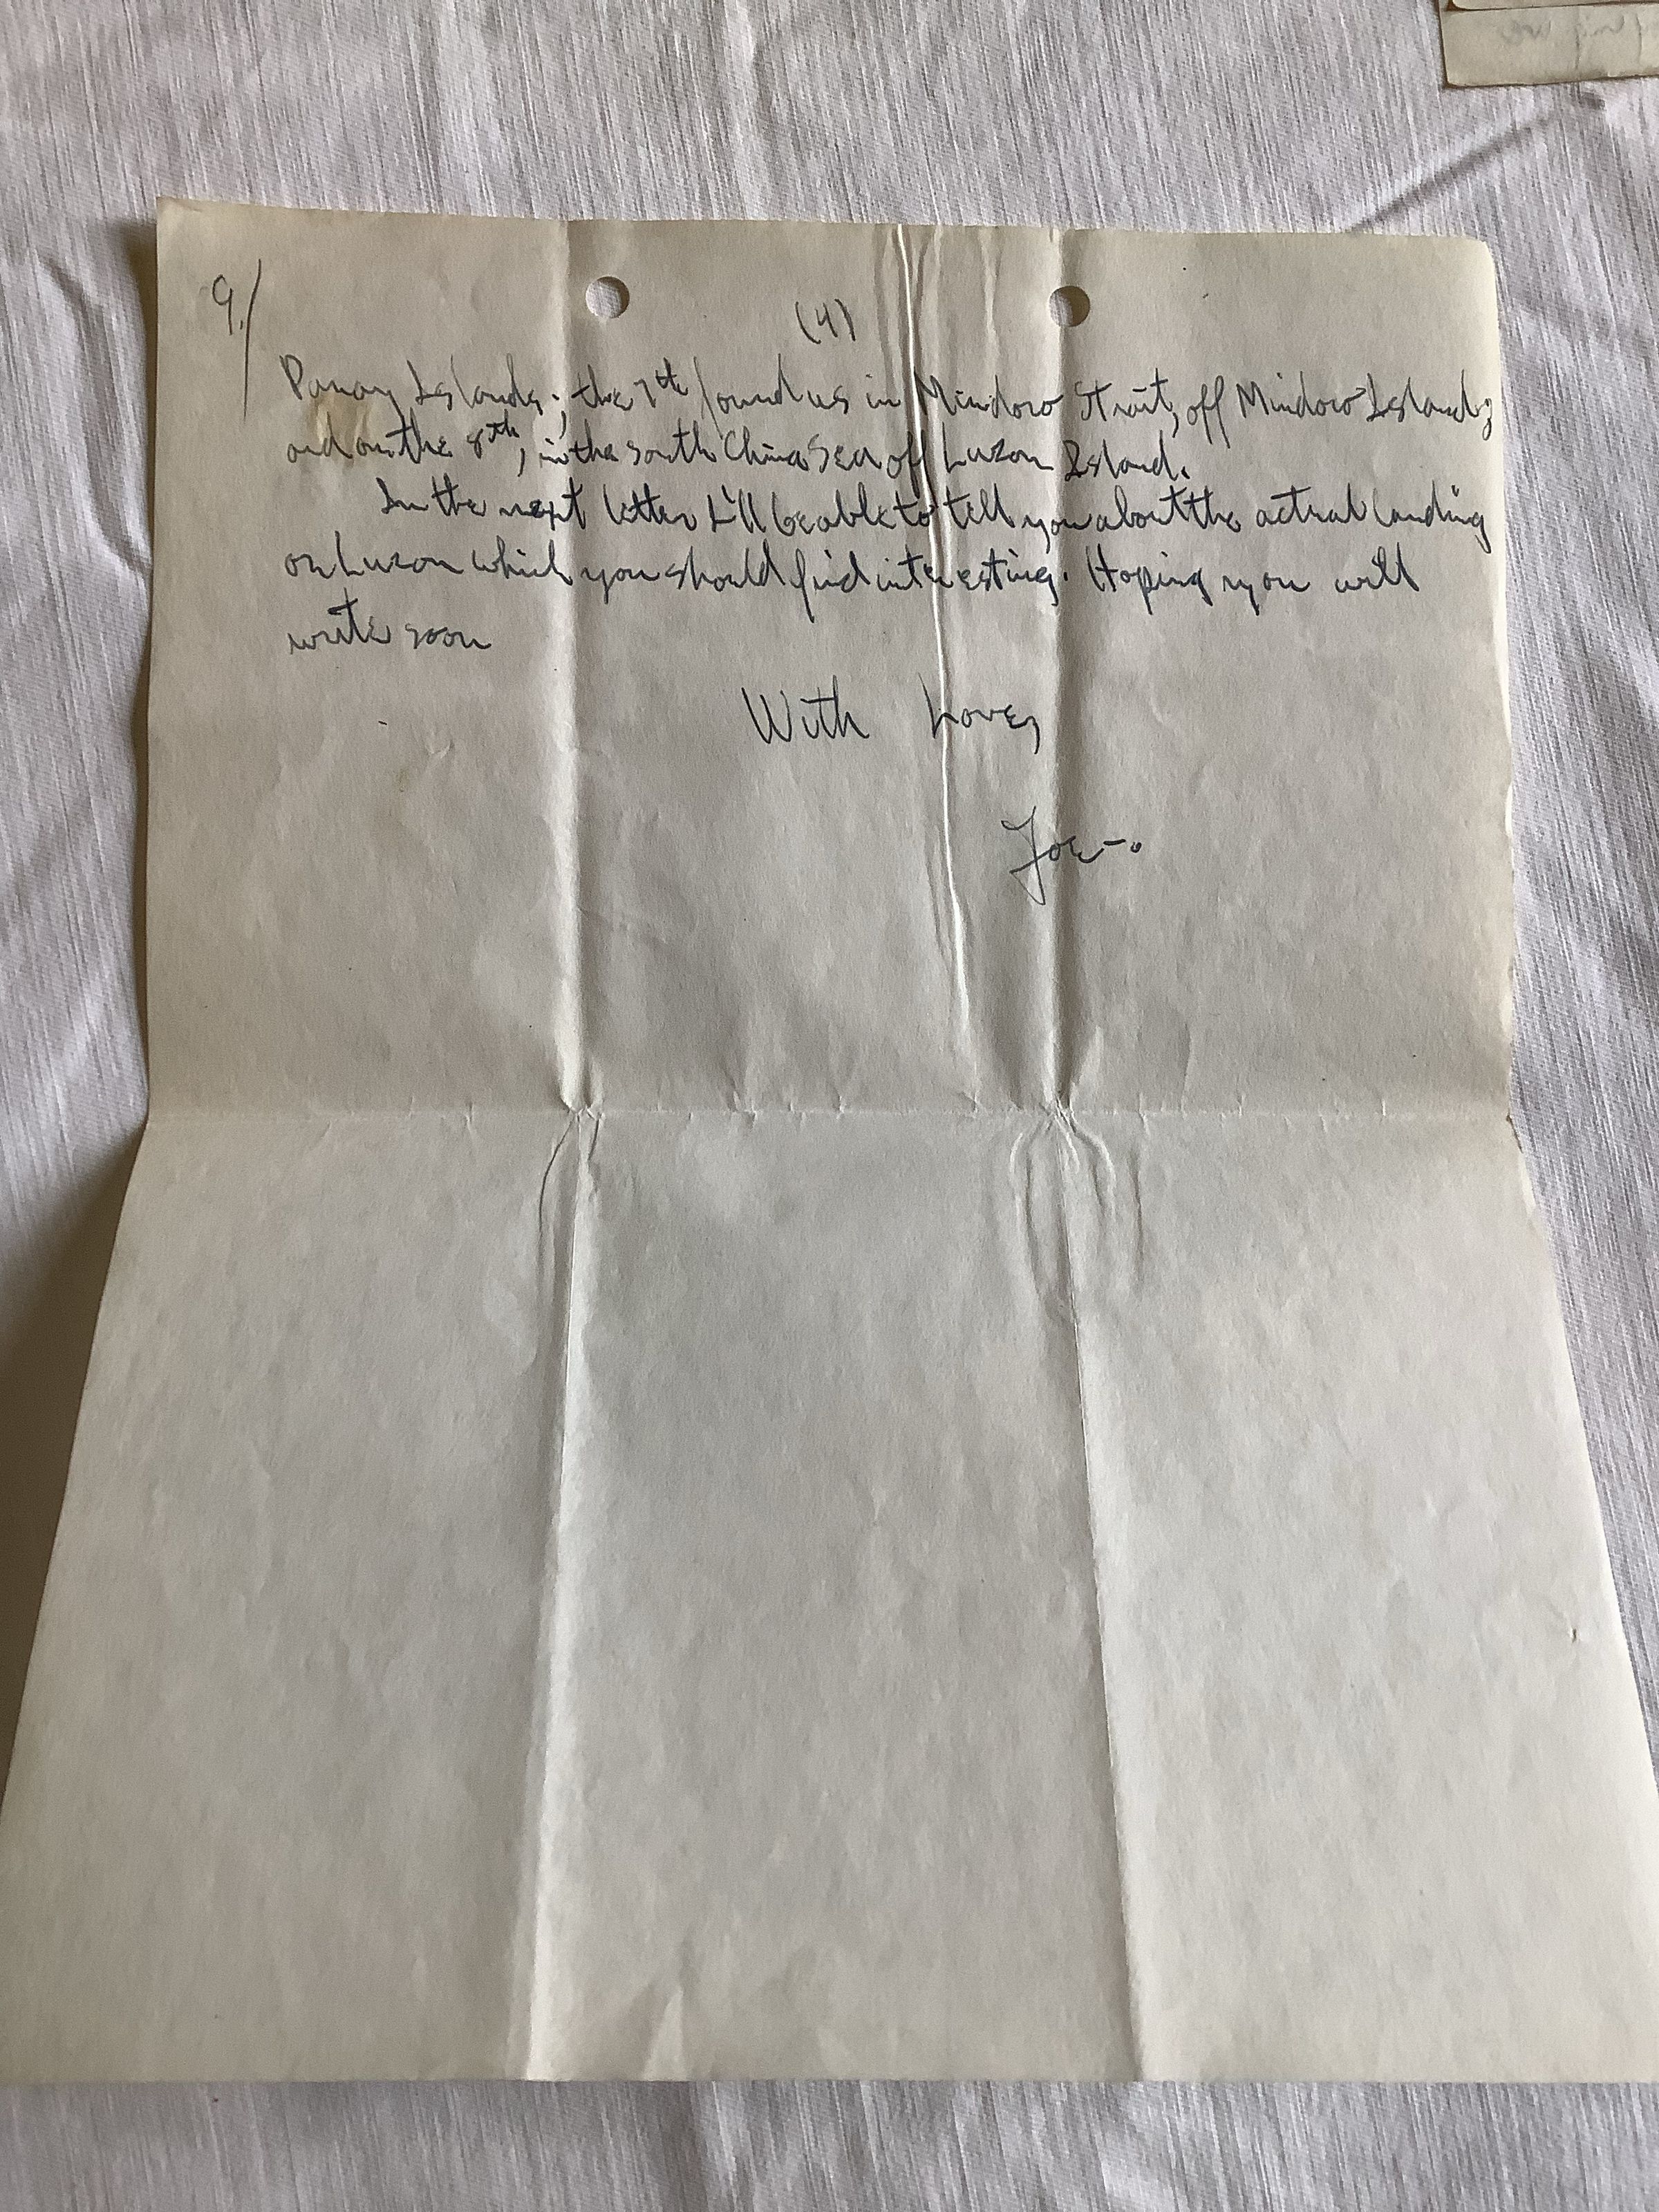 9./
(4)
Panay Islands; the 7th found us in Mindoro Strait, off Mindoro Island;
and on the 8th, in the South China Sea off Luzon Island.
In the next letter I'll be able to tell you about the actual landing
on Luzon which you should find interesting. Hoping you will
write soon
With Love,
Joe-.